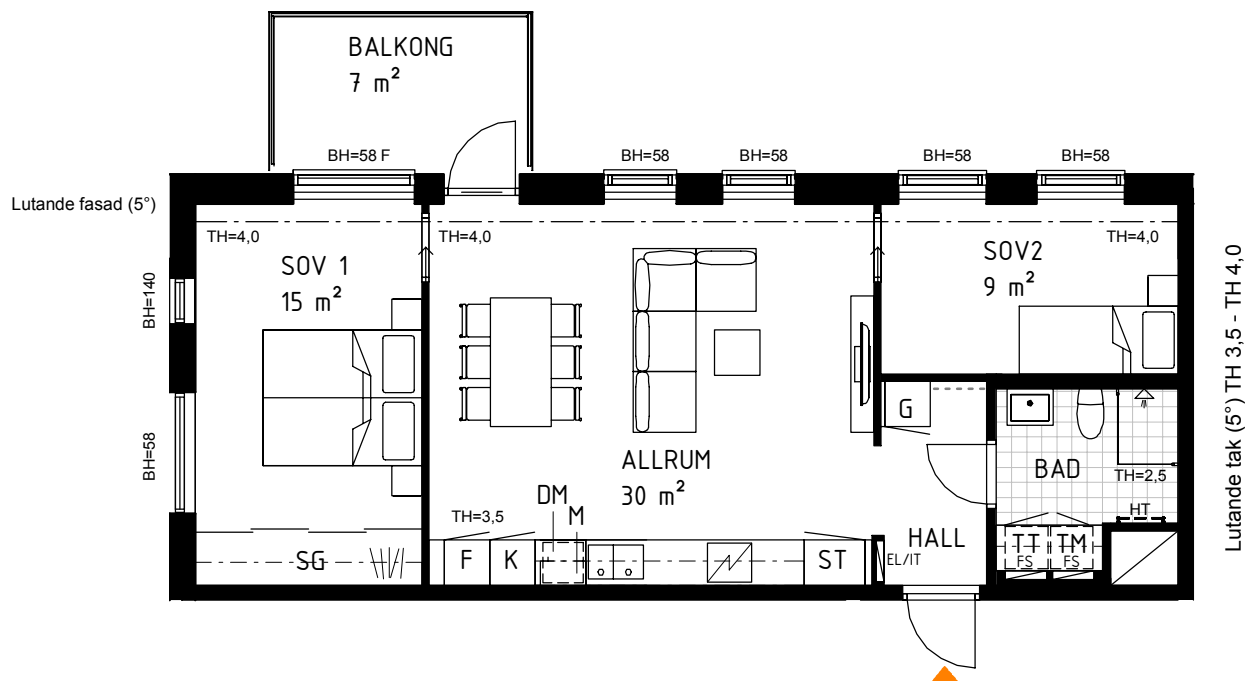 BALKONG
7 m²
BH=58 F
BH=58
BH=58
BH=58
BH=58
Lutande fasad (5°)
TH=4,0
TH=4,0
TH=4,0
SOV 1
15 m²
SOV2
9 m²
BH=140
BH=58
Lutande tak (5°) TH 3,5 - TH 4,0
G
ALLRUM
30 m²
BAD
TH=2,5
HT
DM
M
TH=3,5
SG
F
K
ST
EL/IT
HALL
TT
FS
TM
FS